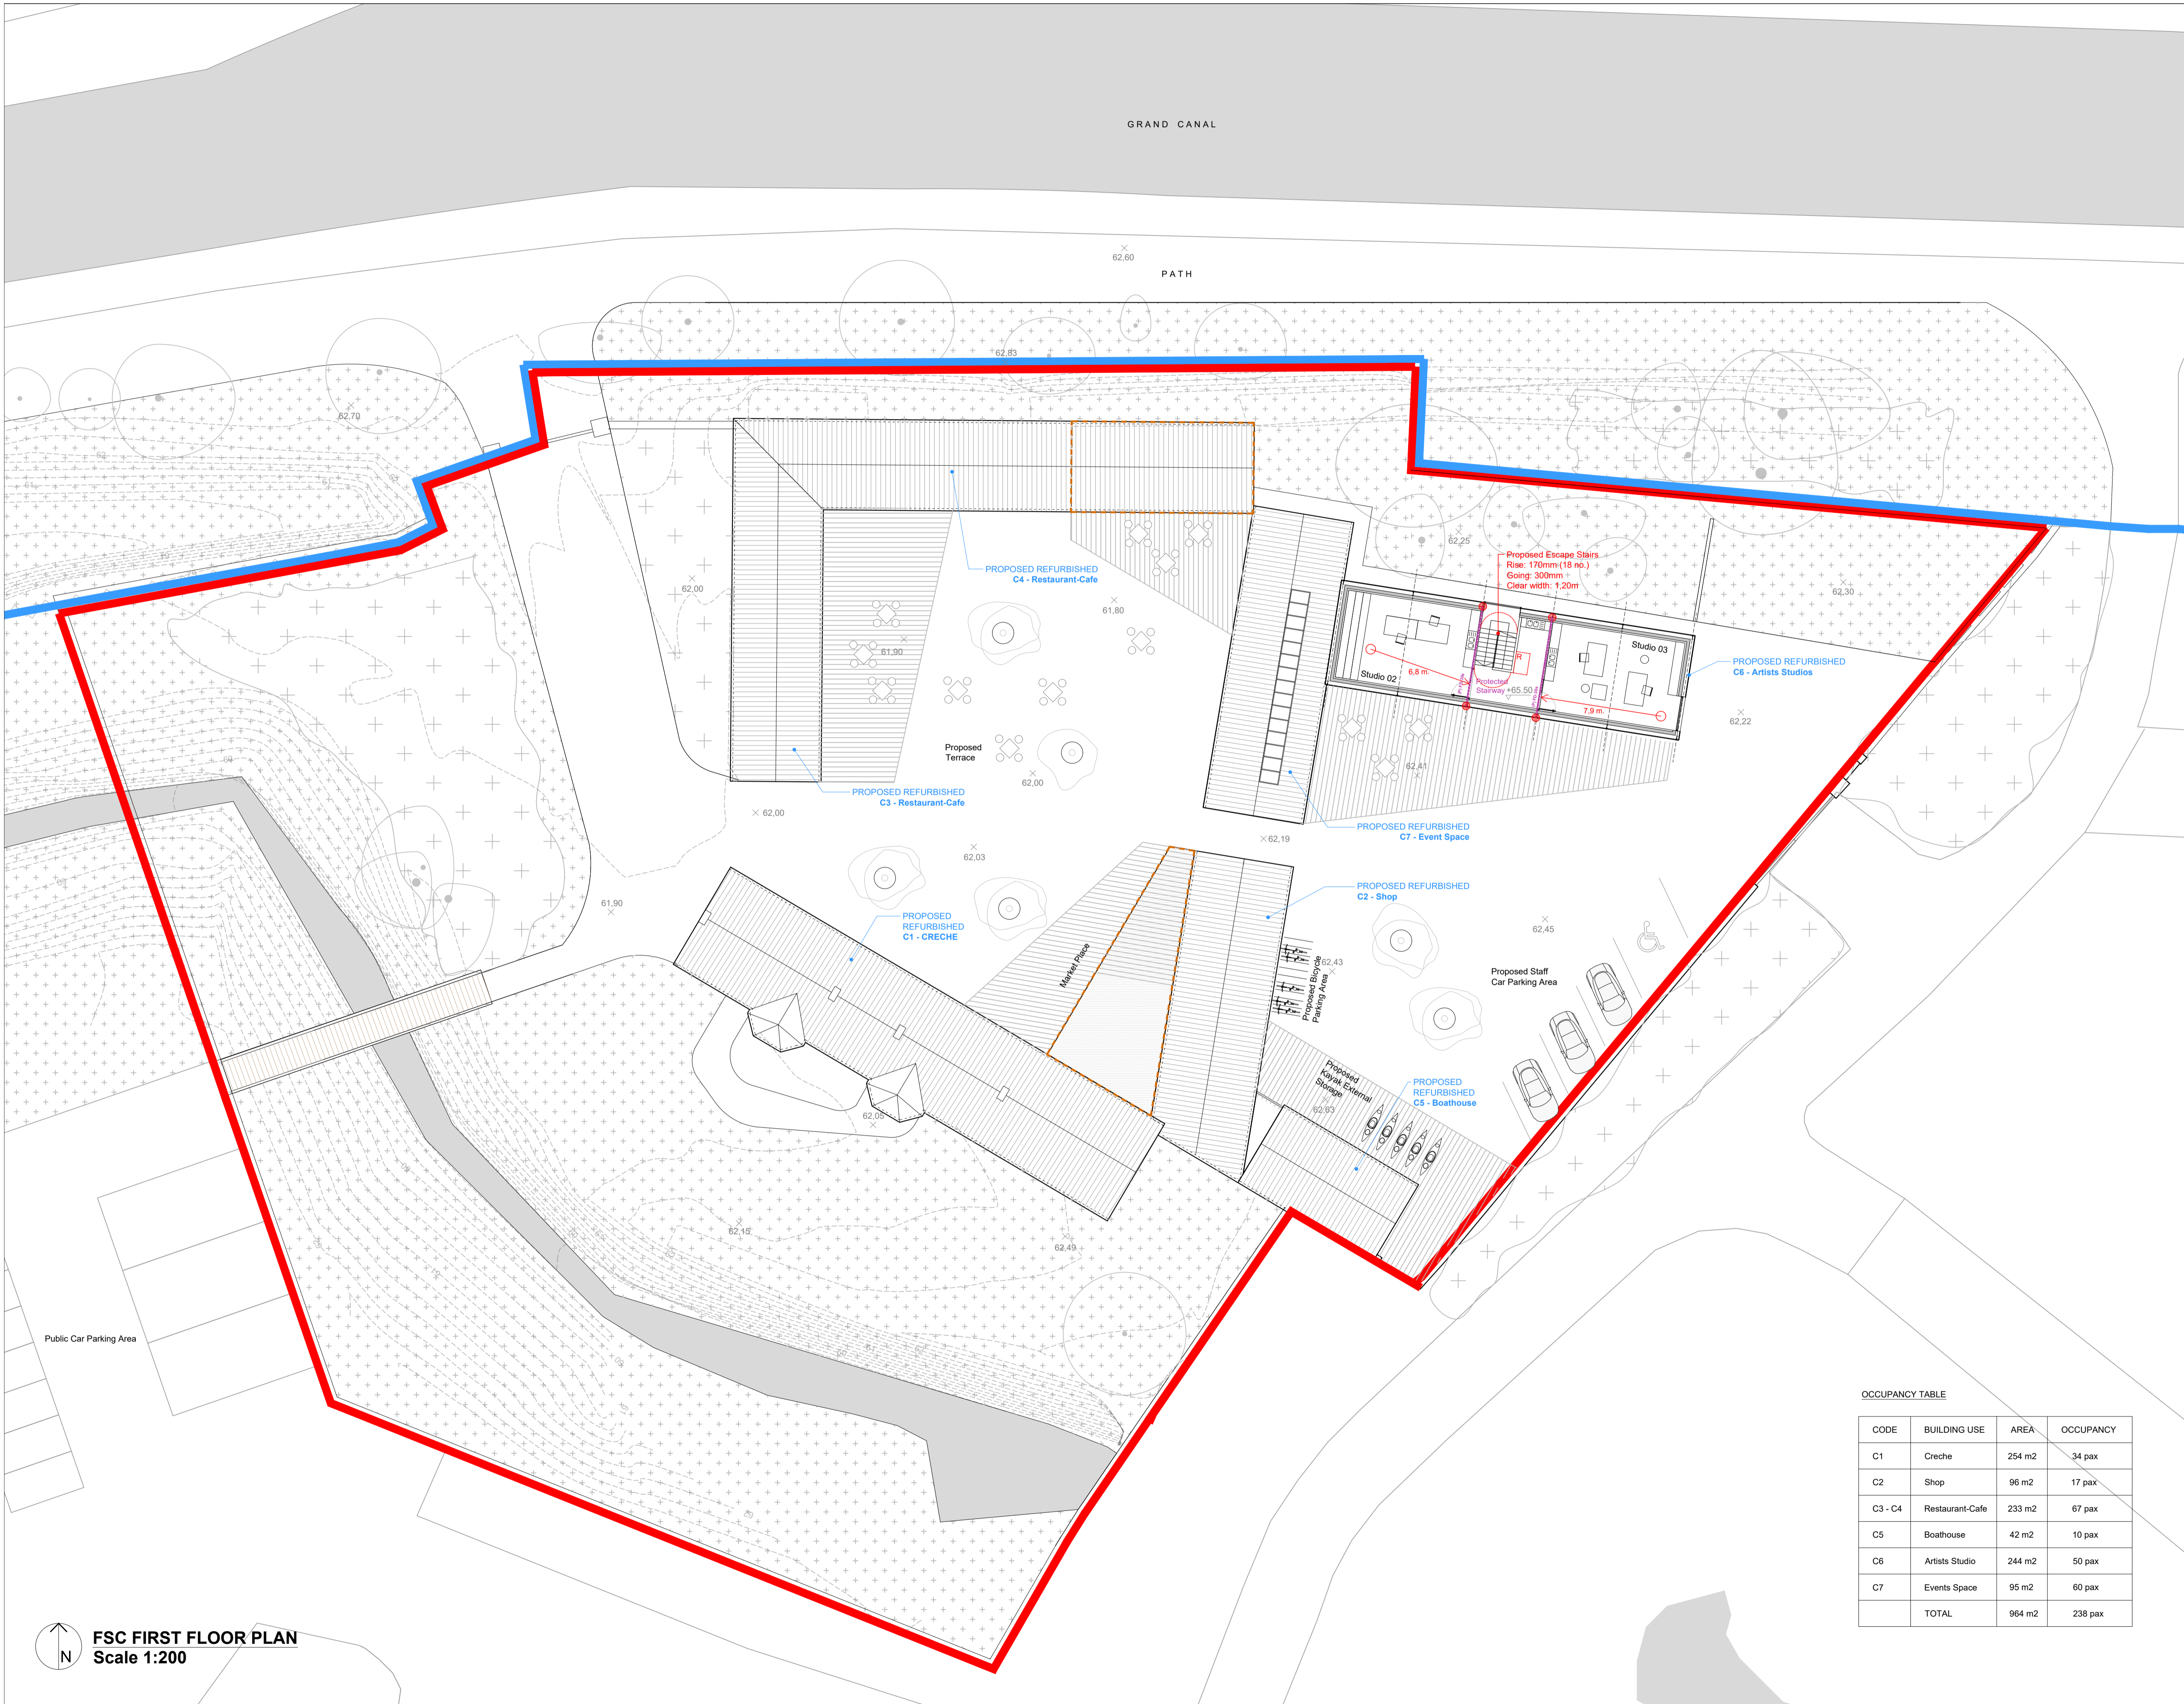 GRAND CANAL
62,60
PATH
62,83
62,70
62,25
Proposed Escape Stairs
Rise: 170mm (18 no.)
Going: 300mm
Clear width: 1,20m
PROPOSED REFURBISHED
C4 - Restaurant-Cafe
62,00
61,80
62,30
61,90
Studio 03
R
6,8 m.
Studio 02
Protected
Stairway
+65.50
7,9 m.
PROPOSED REFURBISHED
C6 - Artists Studios
62,22
Proposed
Terrace
62,00
62,41
PROPOSED REFURBISHED
C3 - Restaurant-Cafe
62,00
PROPOSED REFURBISHED
C7 - Event Space
62,19
62,03
PROPOSED REFURBISHED
C2 - Shop
61,90
PROPOSED
REFURBISHED
C1 - CRECHE
62,45
Market Place
62,43
Proposed Bicycle
Parking Area
Proposed Staff
Car Parking Area
Proposed
Kayak External
Storage
62,63
PROPOSED
REFURBISHED
C5 - Boathouse
62,05
62,15
62,49
Public Car Parking Area
OCCUPANCY TABLE
CODE BUILDING USE AREA OCCUPANCY
C1 Creche 254 m2 34 pax
C2 Shop 96 m2 17 pax
C3 - C4 Restaurant-Cafe 233 m2 67 pax
C5 Boathouse 42 m2 10 pax
C6 Artists Studio 244 m2 50 pax
C7 Events Space 95 m2 60 pax
TOTAL 964 m2 238 pax
N
FSC FIRST FLOOR PLAN
Scale 1:200